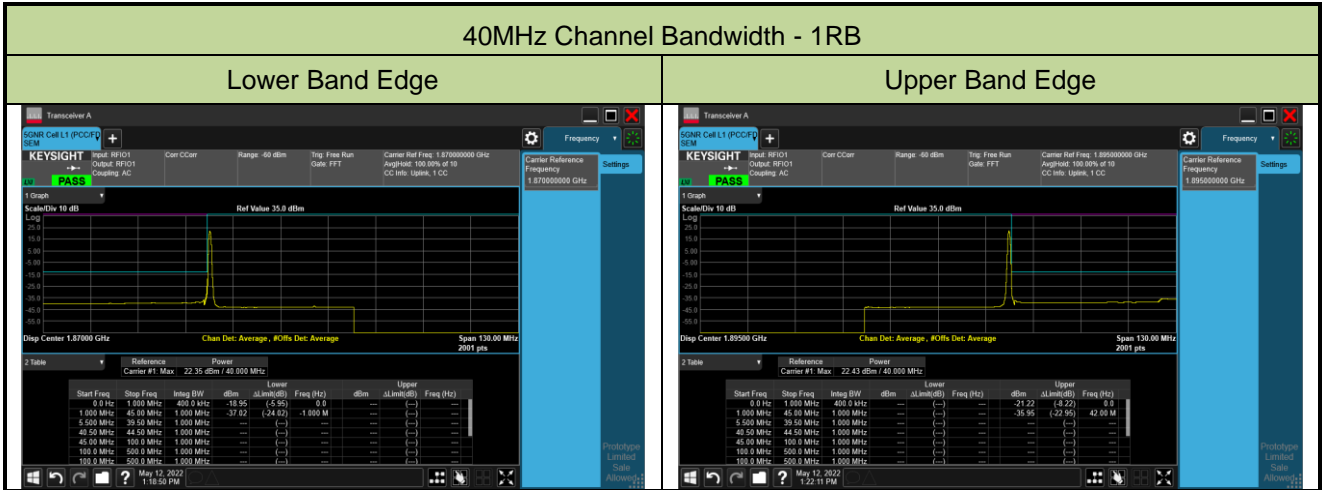 40MHz Channel Bandwidth - 1RB
Lower Band Edge
Upper Band Edge
Transceiver A
5GNR Cell L1 (PCC/F
SEM
+
Frequency
KEYSIGHT
Input: RFIO1
Output: RFIO1
Coupling: AC
Corr CCorr
Range: -60 dBm
Trig: Free Run
Gate: FFT
Carrier Ref Freq: 1.870000000 GHz
Avg|Hold: 100.00% of 10
CC Info: Uplink, 1 CC
PASS
Carrier Reference
Frequency
1.870000000 GHz
Settings
1 Graph
Scale/Div 10 dB
Ref Value 35.0 dBm
Log
25.0
15.0
5.00
-5.00
-15.0
-25.0
-35.0
-45.0
-55.0
Disp Center 1.87000 GHz
Chan Det: Average, #Offs Det: Average
Span 130.00 MHz
2001 pts
2 Table
Reference Power
Carrier #1: Max 22.35 dBm / 40.000 MHz
Lower Upper
Start Freq Stop Freq Integ BW dBm ΔLimit(dB) Freq (Hz) dBm ΔLimit(dB) Freq (Hz)
0.0 Hz 1.000 MHz 400.0 kHz -18.95 (-5.95) 0.0 --- (---) ---
1.000 MHz 45.00 MHz 1.000 MHz -37.02 (-24.02) -1.000 M --- (---) ---
5.500 MHz 39.50 MHz 1.000 MHz --- (---) --- --- (---) ---
40.50 MHz 44.50 MHz 1.000 MHz --- (---) --- --- (---) ---
45.00 MHz 100.0 MHz 1.000 MHz --- (---) --- --- (---) ---
100.0 MHz 500.0 MHz 1.000 MHz --- (---) --- --- (---) ---
Prototype
Limited
Sale
Allowed
?
May 12, 2022
1:18:50 PM
Transceiver A
5GNR Cell L1 (PCC/F
SEM
+
Frequency
KEYSIGHT
Input: RFIO1
Output: RFIO1
Coupling: AC
Corr CCorr
Range: -60 dBm
Trig: Free Run
Gate: FFT
Carrier Ref Freq: 1.895000000 GHz
Avg|Hold: 100.00% of 10
CC Info: Uplink, 1 CC
PASS
Carrier Reference
Frequency
1.895000000 GHz
Settings
1 Graph
Scale/Div 10 dB
Ref Value 35.0 dBm
Log
25.0
15.0
5.00
-5.00
-15.0
-25.0
-35.0
-45.0
-55.0
Disp Center 1.89500 GHz
Chan Det: Average, #Offs Det: Average
Span 130.00 MHz
2001 pts
2 Table
Reference Power
Carrier #1: Max 22.43 dBm / 40.000 MHz
Lower Upper
Start Freq Stop Freq Integ BW dBm ΔLimit(dB) Freq (Hz) dBm ΔLimit(dB) Freq (Hz)
0.0 Hz 1.000 MHz 400.0 kHz --- (---) --- -21.22 (-8.22) 0.0
1.000 MHz 45.00 MHz 1.000 MHz --- (---) --- -35.95 (-22.95) 42.00 M
5.500 MHz 39.50 MHz 1.000 MHz --- (---) --- --- (---) ---
40.50 MHz 44.50 MHz 1.000 MHz --- (---) --- --- (---) ---
45.00 MHz 100.0 MHz 1.000 MHz --- (---) --- --- (---) ---
100.0 MHz 500.0 MHz 1.000 MHz --- (---) --- --- (---) ---
Prototype
Limited
Sale
Allowed
?
May 12, 2022
1:22:11 PM